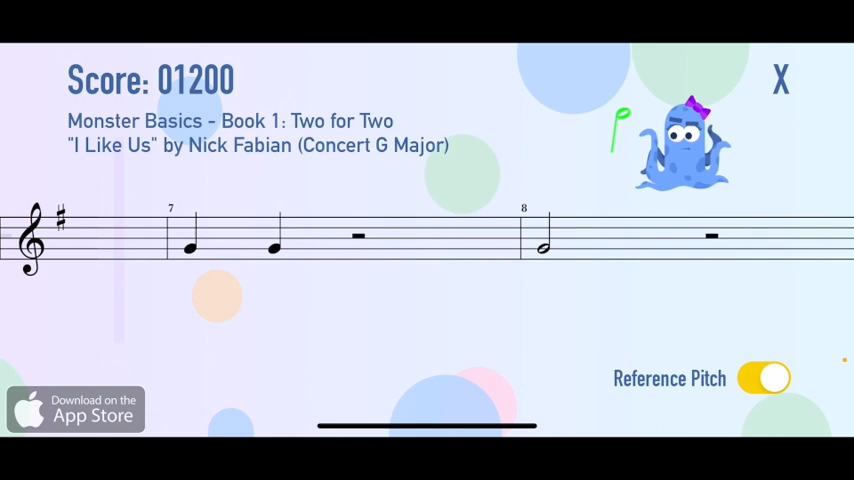 Score: 01200
X
Monster Basics - Book 1: Two for Two
"I Like Us" by Nick Fabian (Concert G Major)
7
8
Reference Pitch
Download on the
App Store